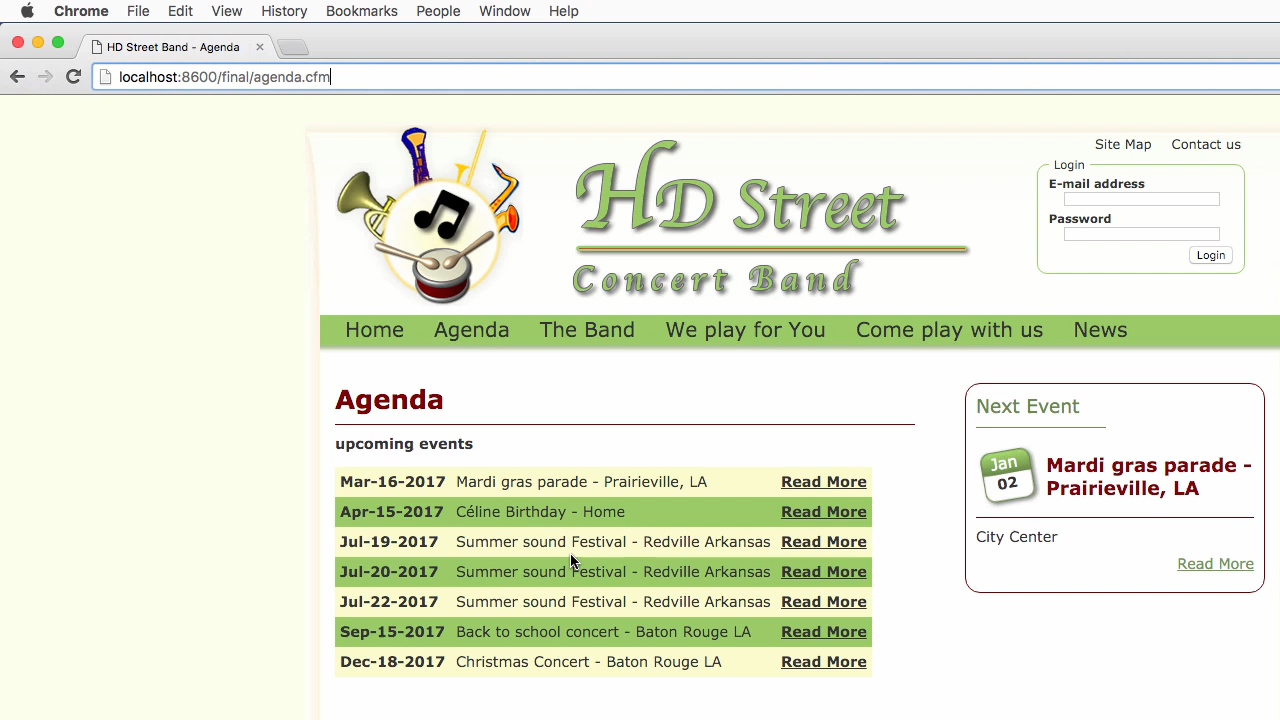 Chrome File Edit View History Bookmarks People Window Help
HD Street Band - Agenda
localhost:8600/final/agenda.cfm
Site Map Contact us
HD Street
Concert Band
Login
E-mail address
Password
Login
Home Agenda The Band We play for You Come play with us News
Agenda
upcoming events
Mar-16-2017 Mardi gras parade - Prairieville, LA Read More
Apr-15-2017 Céline Birthday - Home Read More
Jul-19-2017 Summer sound Festival - Redville Arkansas Read More
Jul-20-2017 Summer sound Festival - Redville Arkansas Read More
Jul-22-2017 Summer sound Festival - Redville Arkansas Read More
Sep-15-2017 Back to school concert - Baton Rouge LA Read More
Dec-18-2017 Christmas Concert - Baton Rouge LA Read More
Next Event
Jan
02
Mardi gras parade -
Prairieville, LA
City Center
Read More